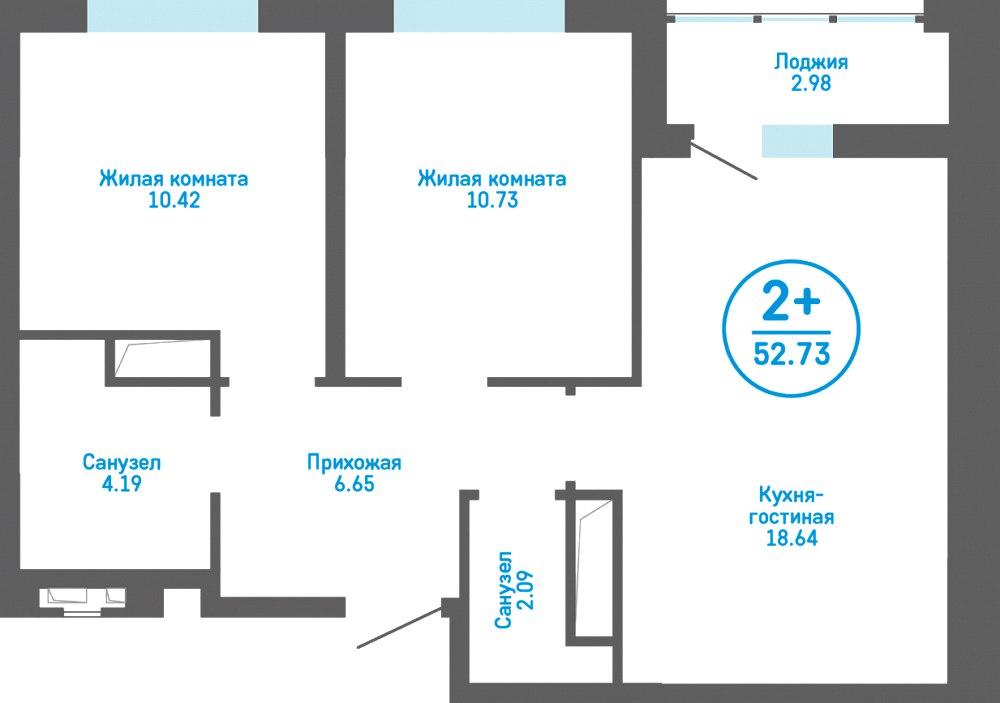 Лоджия
2.98
Жилая комната
10.42
Жилая комната
10.73
2+
52.73
Санузел
4.19
Прихожая
6.65
Кухня-
гостиная
18.64
Санузел
2.09